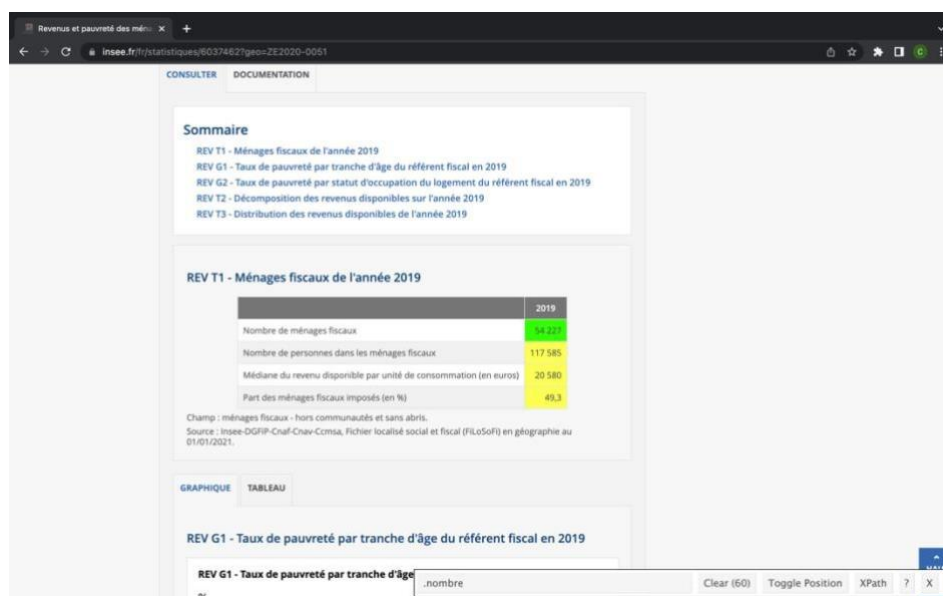 Revenus et pauvreté des ména
insee.fr/fr/statistiques/6037462?geo=ZE2020-0051
CONSULTER DOCUMENTATION
Sommaire
REV T1 - Ménages fiscaux de l'année 2019
REV G1 - Taux de pauvreté par tranche d'âge du référent fiscal en 2019
REV G2 - Taux de pauvreté par statut d'occupation du logement du référent fiscal en 2019
REV T2 - Décomposition des revenus disponibles sur l'année 2019
REV T3 - Distribution des revenus disponibles de l'année 2019
REV T1 - Ménages fiscaux de l'année 2019
2019
Nombre de ménages fiscaux 54 227
Nombre de personnes dans les ménages fiscaux 117 585
Médiane du revenu disponible par unité de consommation (en euros) 20 580
Part des ménages fiscaux imposés (en %) 49,3
Champ : ménages fiscaux - hors communautés et sans abris.
Source : Insee-DGFIP-Cnaf-Cnav-Ccmsa, Fichier localisé social et fiscal (FiLoSoFi) en géographie au
01/01/2021.
GRAPHIQUE TABLEAU
REV G1 - Taux de pauvreté par tranche d'âge du référent fiscal en 2019
REV G1 - Taux de pauvreté par tranche d'âge
.nombre Clear (60) Toggle Position XPath ? X